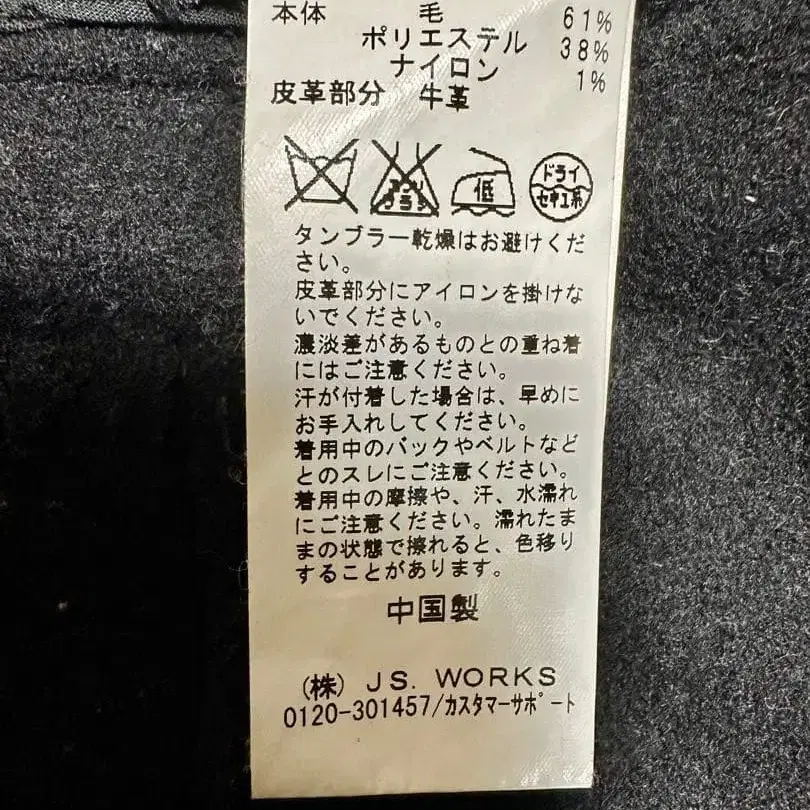 本体 毛 61%
ポリエステル 38%
ナイロン 1%
皮革部分 牛革
エンソ
サラシ
低
ドライ
セキユ系
タンブラー乾燥はお避けくだ
さい。
皮革部分にアイロンを掛けな
いでください。
濃淡差があるものとの重ね着
にはご注意ください。
汗が付着した場合は、早めに
お手入れしてください。
着用中のバックやベルトなど
とのスレにご注意ください。
着用中の摩擦や、汗、水濡れ
にご注意ください。濡れたま
まの状態で擦れると、色移り
することがあります。
中国製
(株) JS. WORKS
0120-301457/カスタマーサポート